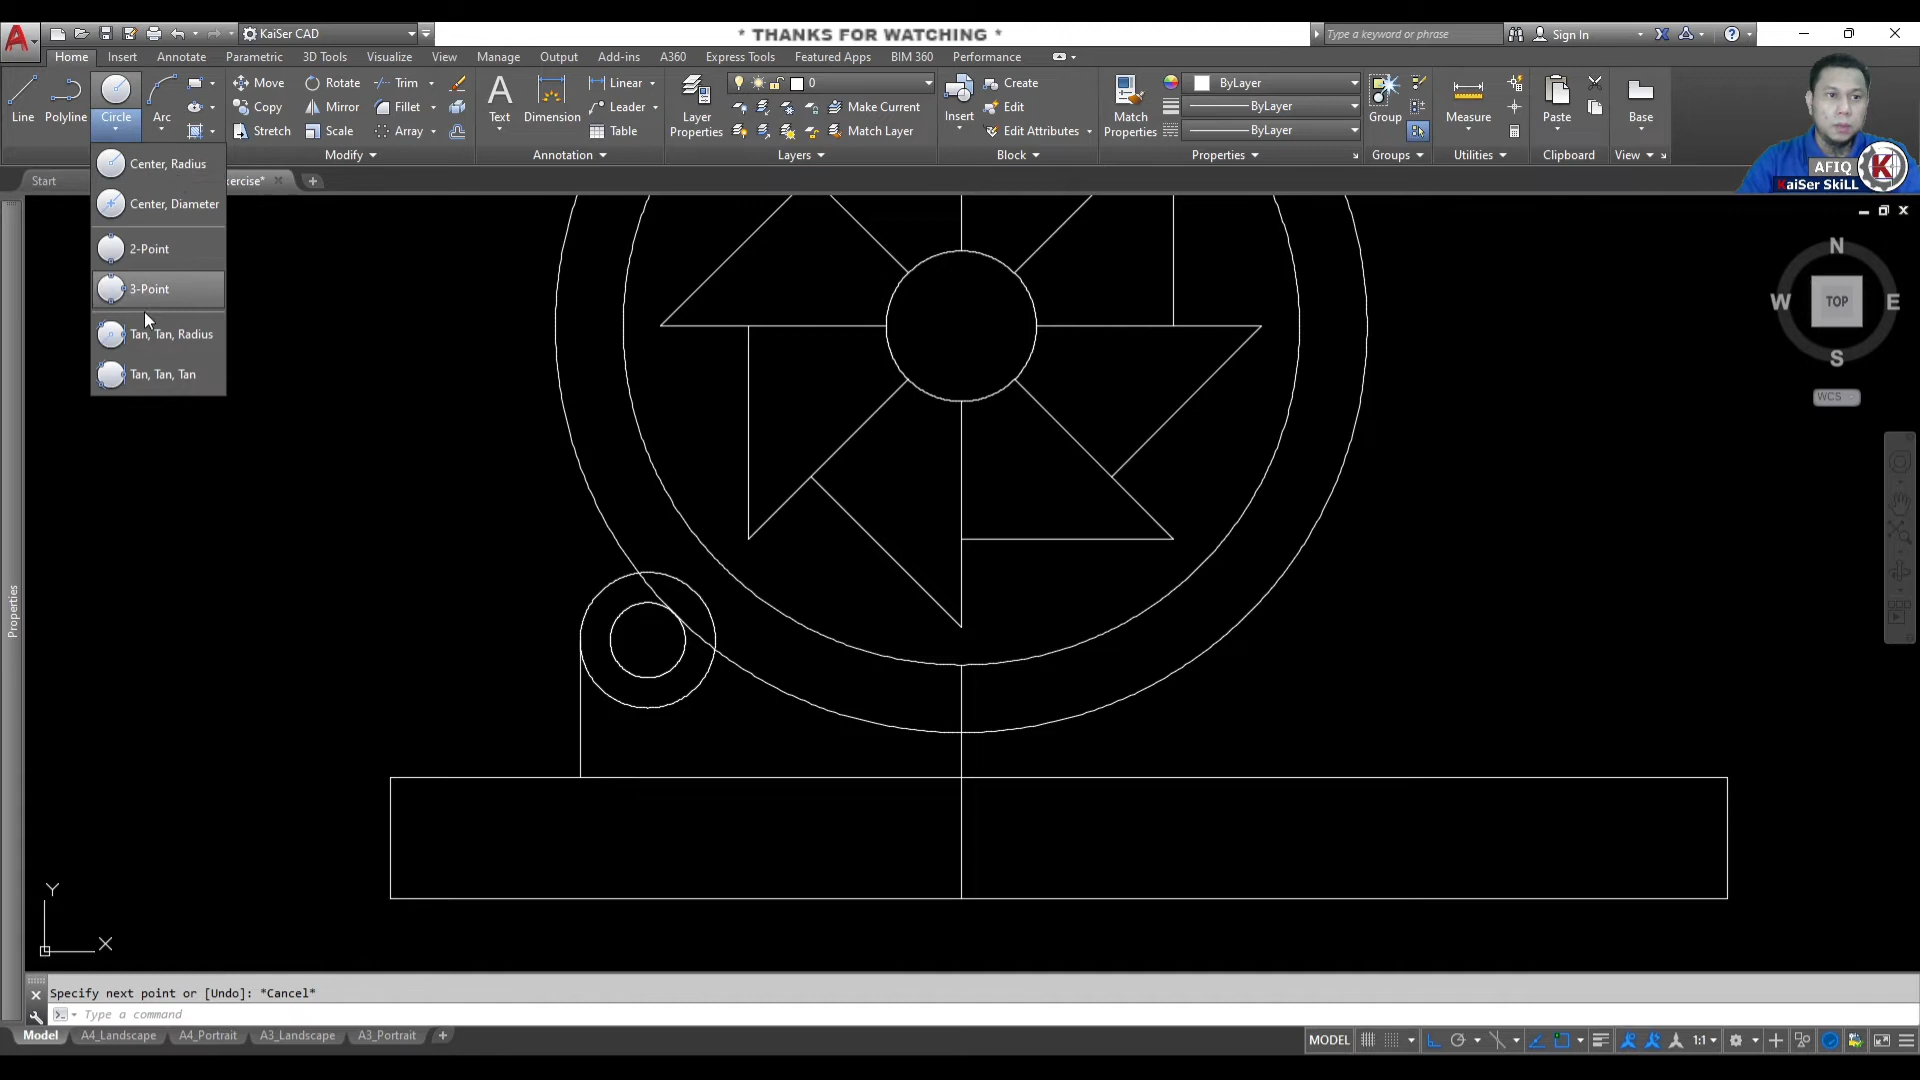 KaiSer CAD
* THANKS FOR WATCHING *
Type a keyword or phrase
Sign In
Home Insert Annotate Parametric 3D Tools Visualize View Manage Output Add-ins A360 Express Tools Featured Apps BIM 360 Performance
Line Polyline Circle Arc
Move Rotate Trim
Copy Mirror Fillet
Stretch Scale Array
Modify
Text Dimension
Linear
Leader
Table
Annotation
Layer Properties
0
Make Current
Match Layer
Layers
Insert
Create
Edit
Edit Attributes
Block
Match Properties
ByLayer
ByLayer
ByLayer
Properties
Group
Groups
Measure
Utilities
Paste
Clipboard
Base
View
AFIQ
K
KaiSer SkiLL
Start
xercise*
Center, Radius
Center, Diameter
2-Point
3-Point
Tan, Tan, Radius
Tan, Tan, Tan
N
W TOP E
S
WCS
Properties
Y
X
Specify next point or [Undo]: *Cancel*
Type a command
Model A4_Landscape A4_Portrait A3_Landscape A3_Portrait
MODEL
1:1